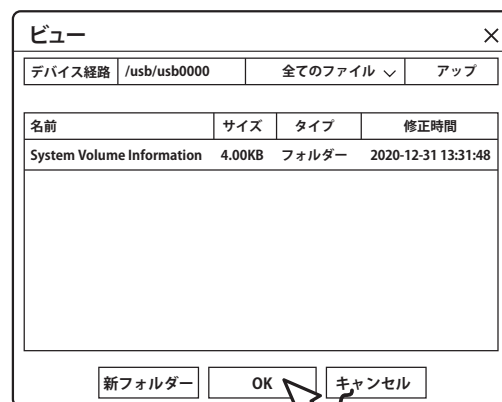 ビュー
デバイス経路 /usb/usb0000 全てのファイル アップ
名前 サイズ タイプ 修正時間
System Volume Information 4.00KB フォルダー 2020-12-31 13:31:48
新フォルダー OK キャンセル